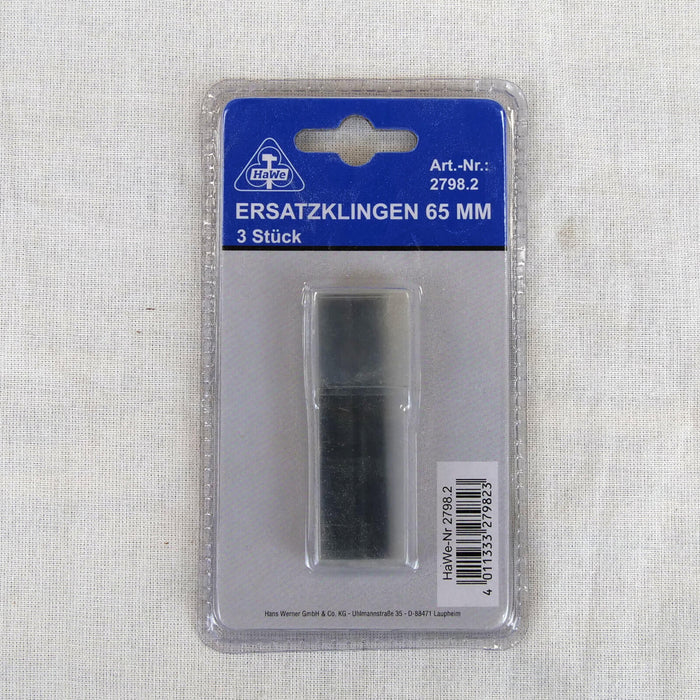 HaWe
Art.-Nr.:
2798.2
ERSATZKLINGEN 65 MM
3 Stück
HaWe-Nr 2798.2
4 011333 279823
Hans Werner GmbH & Co. KG - Uhlmannstraße 35 - D-88471 Laupheim